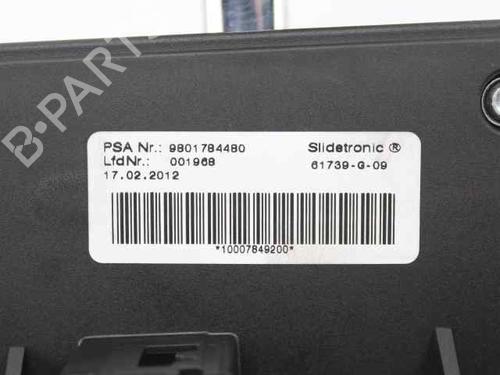 B-PARTS
PSA Nr.: 9801784480 Slidetronic ®
LfdNr.: 001968 61739-G-09
17.02.2012
*10007849200*